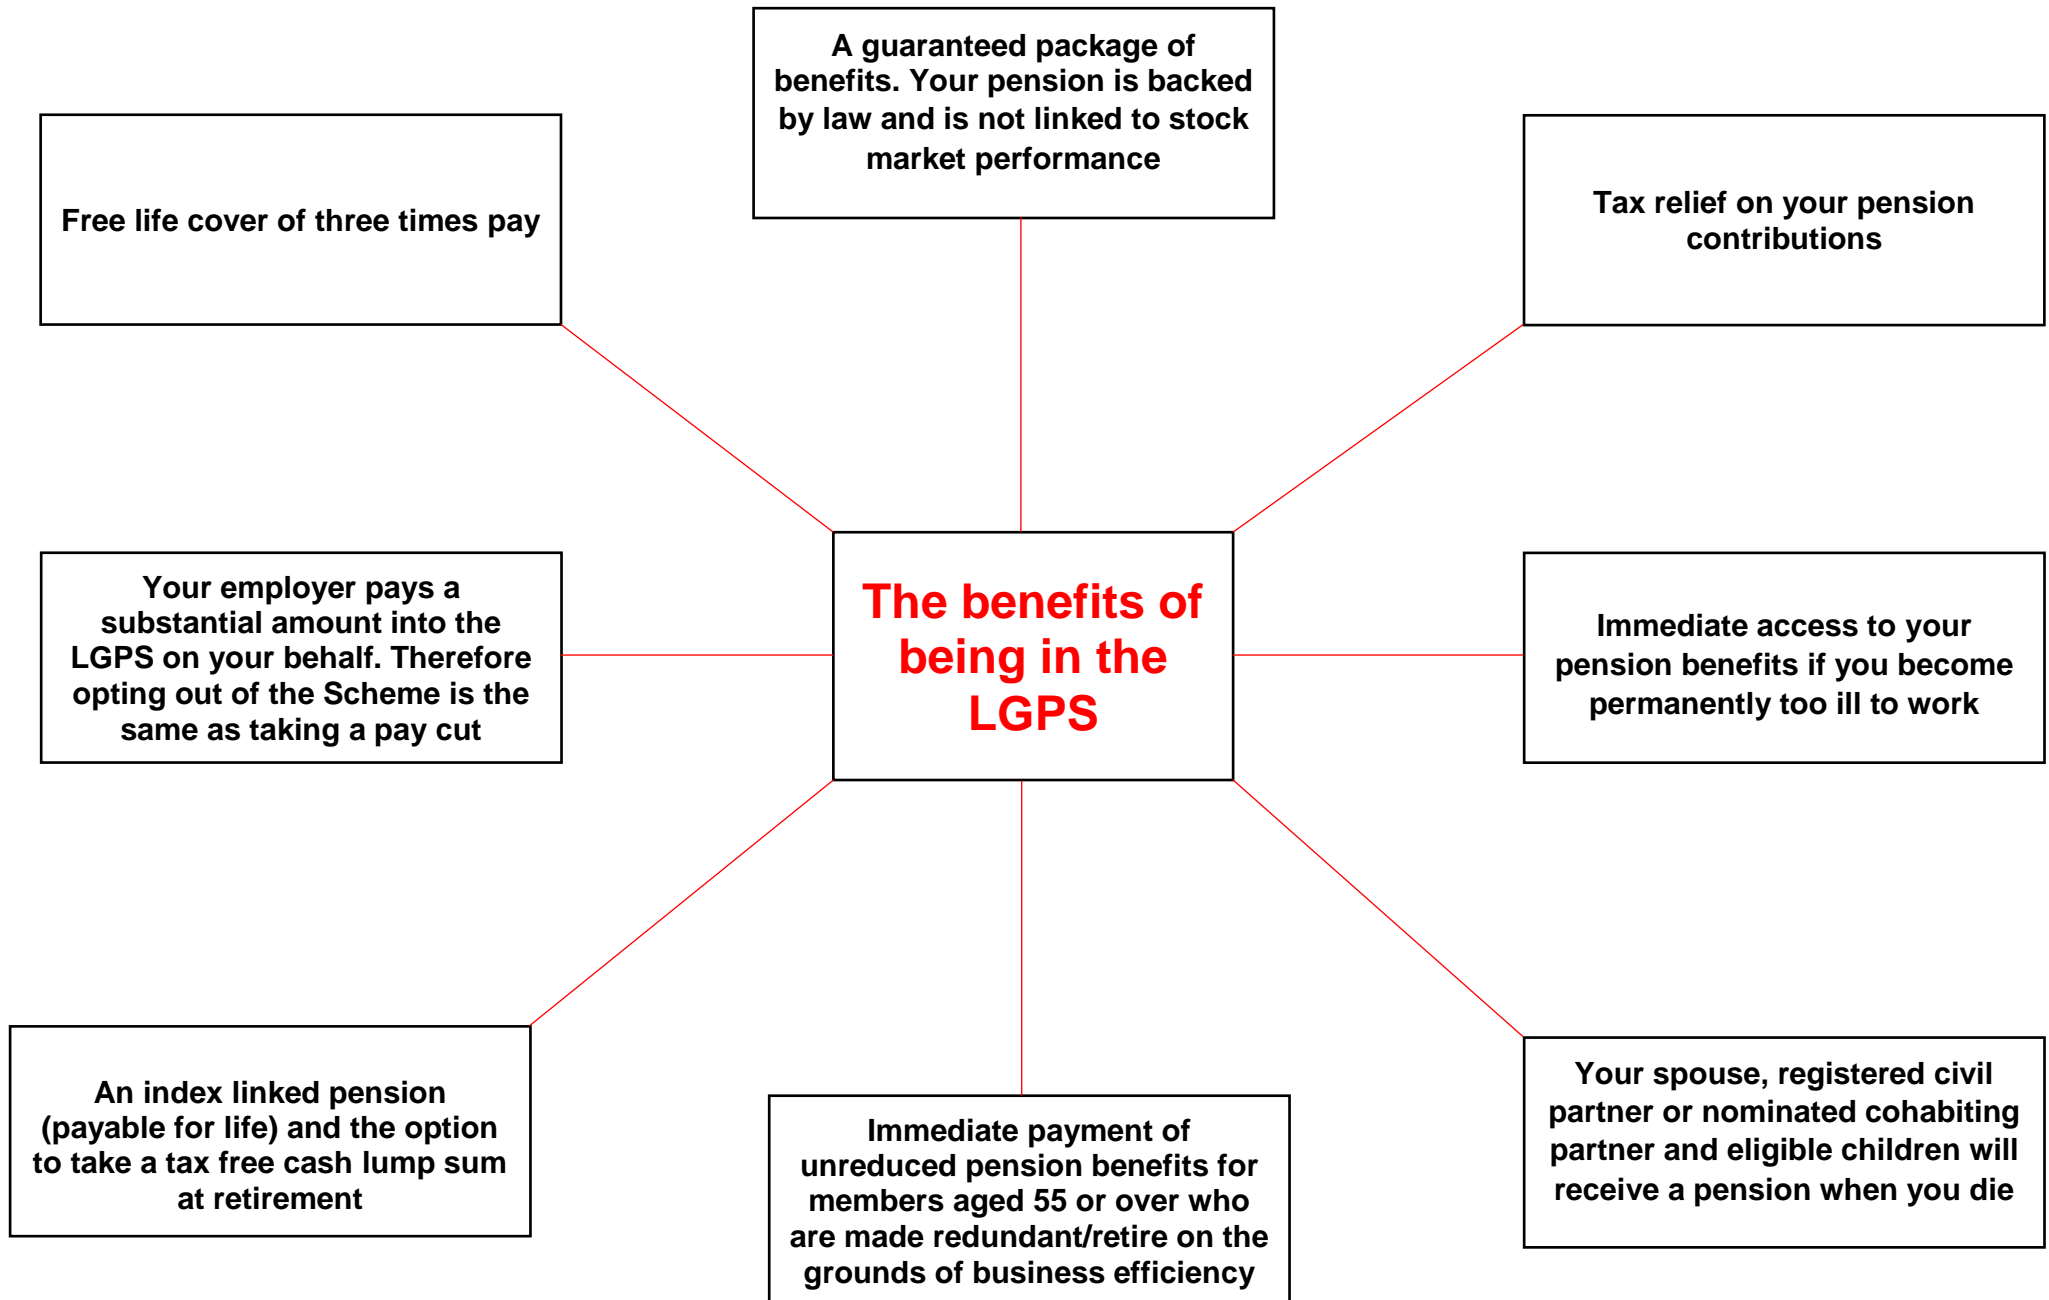 A guaranteed package of
benefits. Your pension is backed
by law and is not linked to stock
market performance
Free life cover of three times pay
Tax relief on your pension
contributions
Your employer pays a
substantial amount into the
LGPS on your behalf. Therefore
opting out of the Scheme is the
same as taking a pay cut
The benefits of
being in the
LGPS
Immediate access to your
pension benefits if you become
permanently too ill to work
An index linked pension
(payable for life) and the option
to take a tax free cash lump sum
at retirement
Immediate payment of
unreduced pension benefits for
members aged 55 or over who
are made redundant/retire on the
grounds of business efficiency
Your spouse, registered civil
partner or nominated cohabiting
partner and eligible children will
receive a pension when you die